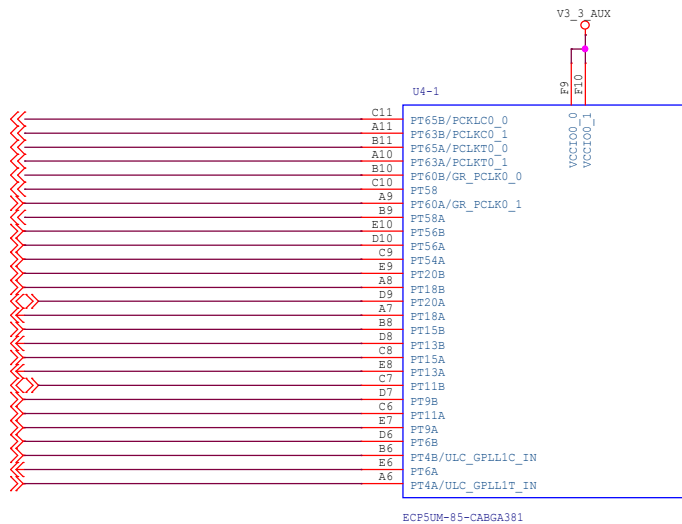 V3_3_AUX
F9
F10
U4-1
VCCIO0_0
VCCIO0_1
C11 PT65B/PCKLC0_0
A11 PT63B/PCLKC0_1
B11 PT65A/PCLKT0_0
A10 PT63A/PCLKT0_1
B10 PT60B/GR_PCLK0_0
C10 PT58
A9 PT60A/GR_PCLK0_1
B9 PT58A
E10 PT56B
D10 PT56A
C9 PT54A
E9 PT20B
A8 PT18B
D9 PT20A
A7 PT18A
B8 PT15B
D8 PT13B
C8 PT15A
E8 PT13A
C7 PT11B
D7 PT9B
C6 PT11A
E7 PT9A
D6 PT6B
B6 PT4B/ULC_GPLL1C_IN
E6 PT6A
A6 PT4A/ULC_GPLL1T_IN
ECP5UM-85-CABGA381